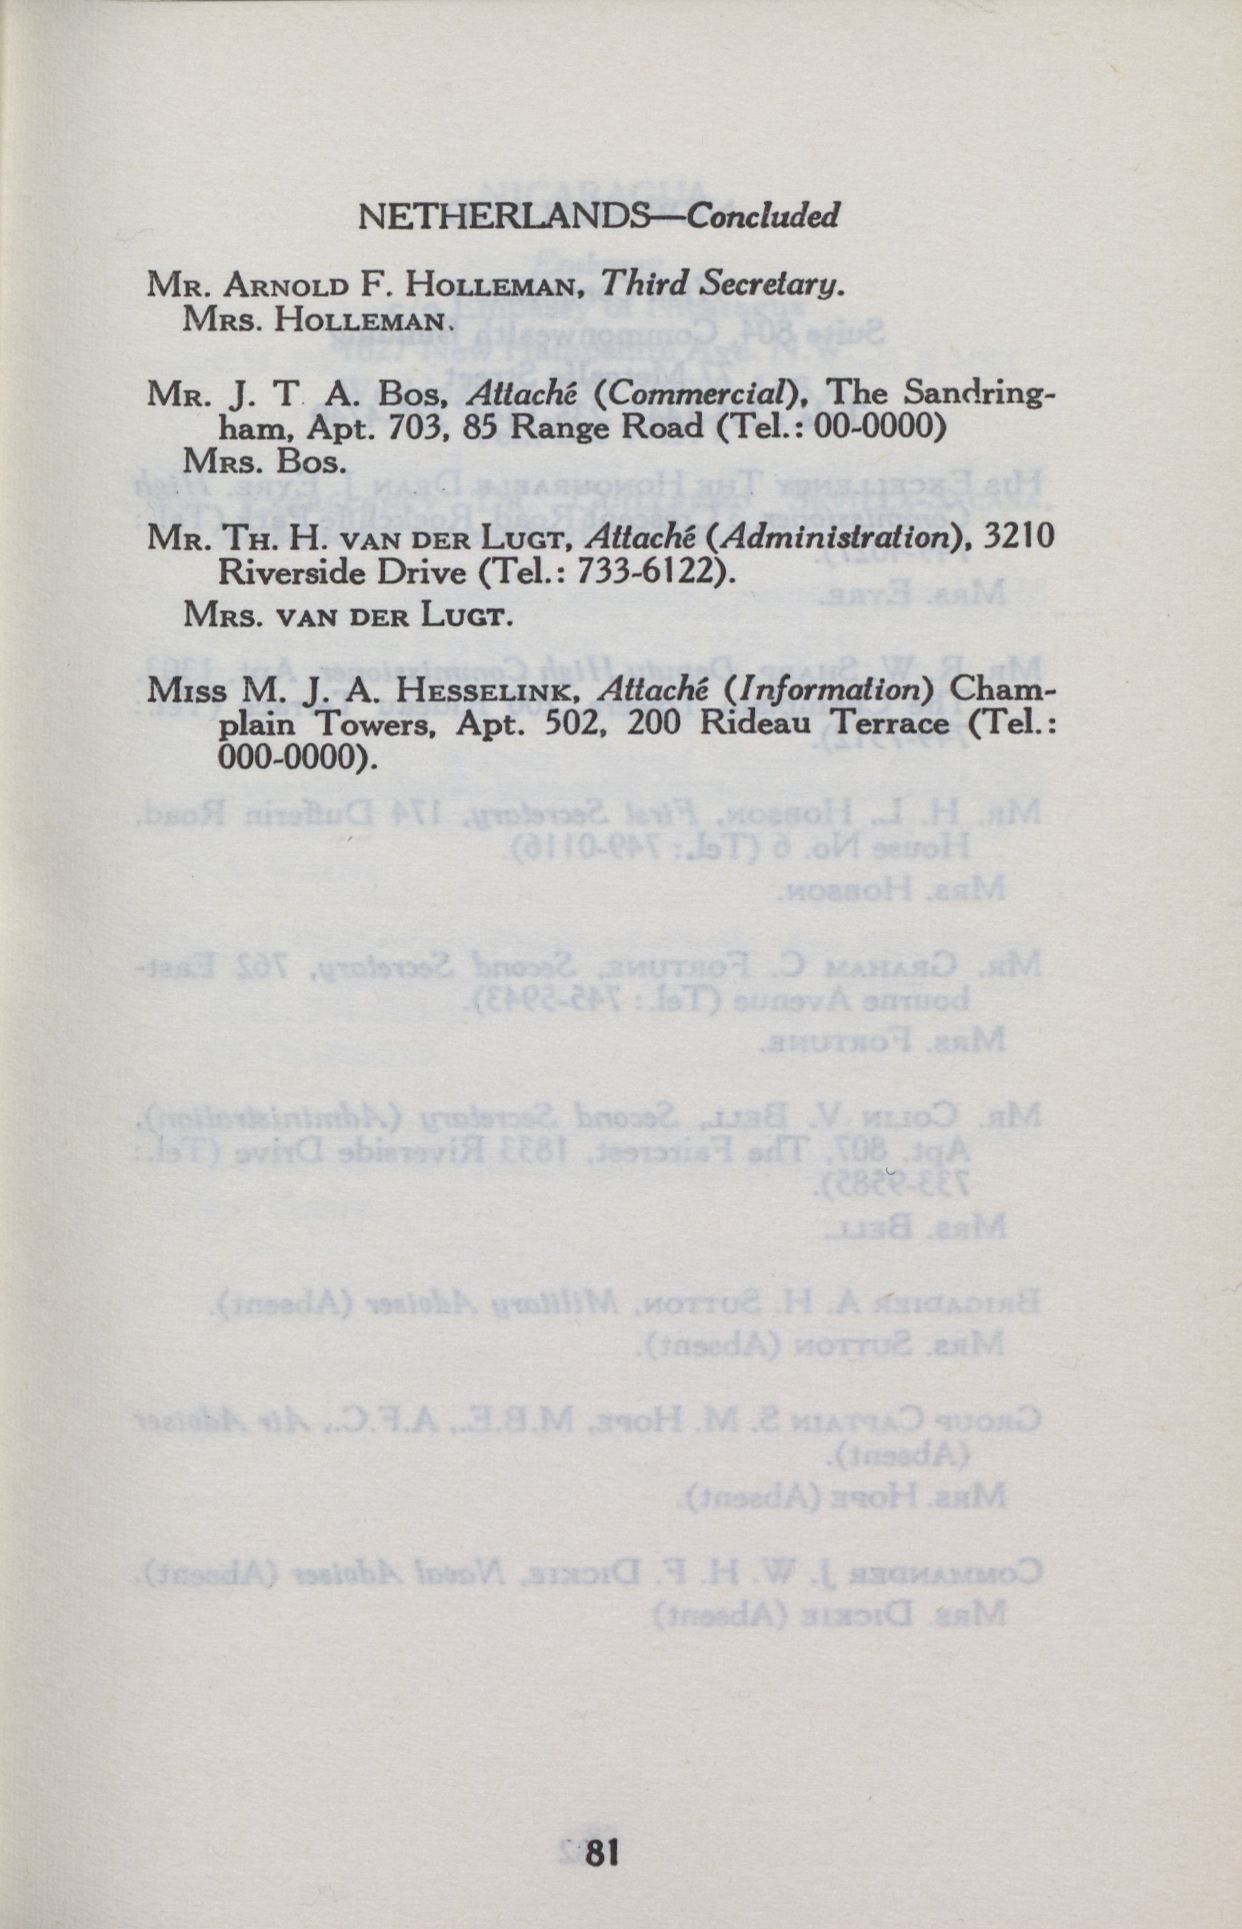 NETHERLANDS—Concluded
MR. ARNOLD F. HOLLEMAN, Third Secretary.
MRS. HOLLEMAN.
MR. J. T. A. BOS, Attaché (Commercial), The Sandring-
ham, Apt. 703, 85 Range Road (Tel.: 00-0000)
MRS. BOS.
MR. TH. H. VAN DER LUGT, Attaché (Administration), 3210
Riverside Drive (Tel.: 733-6122).
MRS. VAN DER LUGT.
MISS M. J. A. HESSELINK, Attaché (Information) Cham-
plain Towers, Apt. 502, 200 Rideau Terrace (Tel.:
000-0000).
81